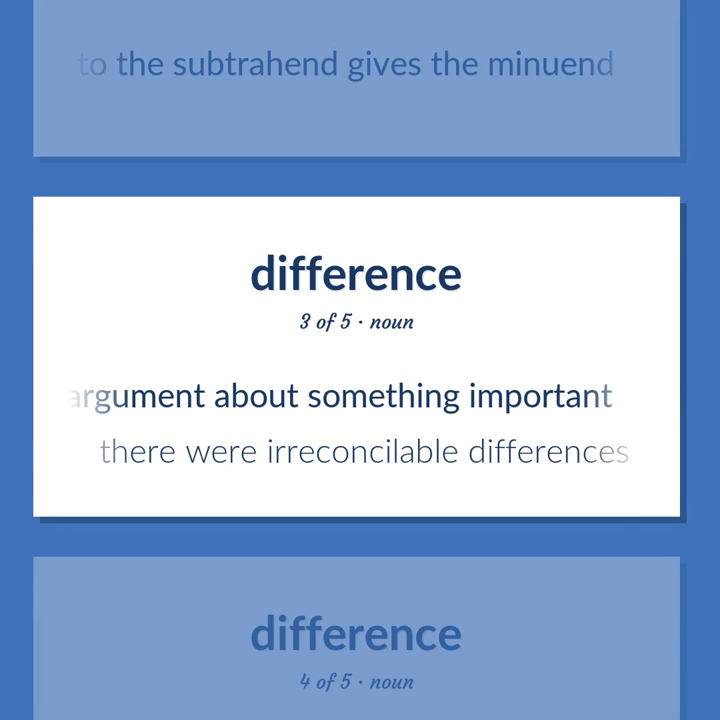 to the subtrahend gives the minuend
difference
3 of 5 · noun
argument about something important
there were irreconcilable differences
difference
4 of 5 · noun